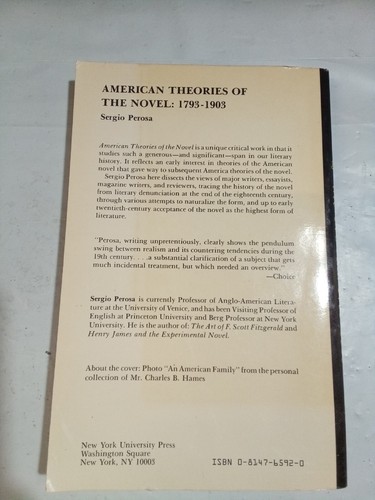 AMERICAN THEORIES OF
THE NOVEL: 1793-1903
Sergio Perosa
American Theories of the Novel is a unique critical work in that it
studies such a generous—and significant—span in our literary
history. It reflects an early interest in theories of the American
novel that gave way to subsequent America theories of the novel.
Sergio Perosa here dissects the views of major writers, essayists,
magazine writers, and reviewers, tracing the history of the novel
from literary denunciation at the end of the eighteenth century,
through various attempts to naturalize the form, and up to early
twentieth-century acceptance of the novel as the highest form of
literature.
"Perosa, writing unpretentiously, clearly shows the pendulum
swing between realism and its countering tendencies during the
19th century. . . .a substantial clarification of a subject that gets
much incidental treatment, but which needed an overview."
—Choice
Sergio Perosa is currently Professor of Anglo-American Litera-
ture at the University of Venice, and has been Visiting Professor of
English at Princeton University and Berg Professor at New York
University. He is the author of: The Art of F. Scott Fitzgerald and
Henry James and the Experimental Novel.
About the cover: Photo "An American Family" from the personal
collection of Mr. Charles B. Hames
New York University Press
Washington Square
New York, NY 10003
ISBN 0-8147-6592-0